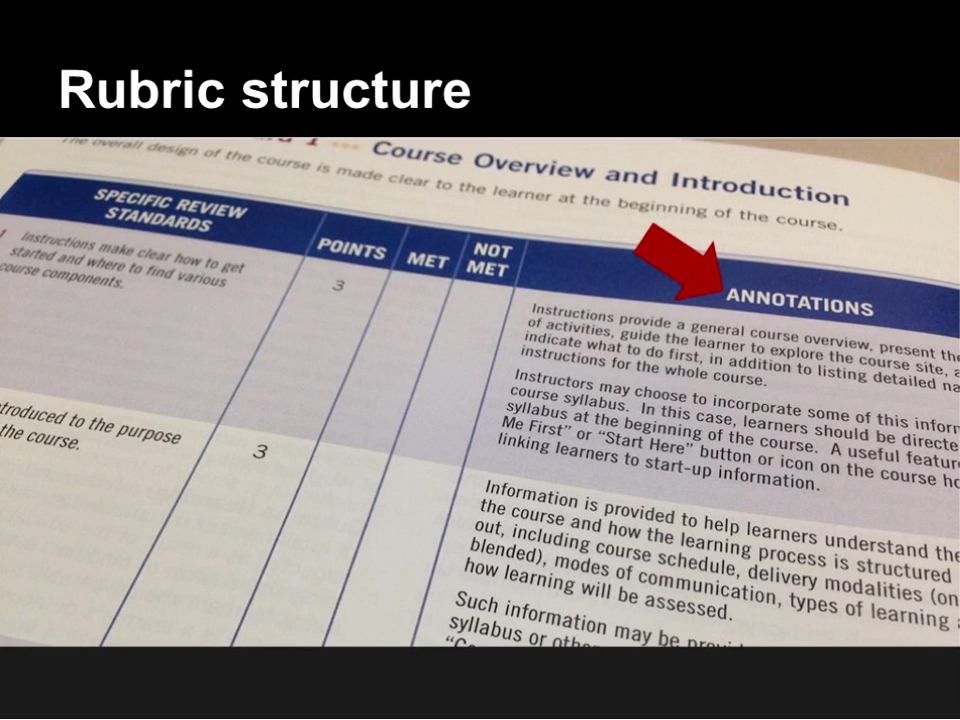 Rubric structure
1 Course Overview and Introduction
The overall design of the course is made clear to the learner at the beginning of the course.
SPECIFIC REVIEW
STANDARDS
POINTS
MET
NOT
MET
ANNOTATIONS
Instructions make clear how to get
started and where to find various
course components.
3
Instructions provide a general course overview, present the
of activities, guide the learner to explore the course site, a
indicate what to do first, in addition to listing detailed na
instructions for the whole course.
Instructors may choose to incorporate some of this inform
course syllabus. In this case, learners should be directe
syllabus at the beginning of the course. A useful featur
Me First” or “Start Here” button or icon on the course ho
linking learners to start-up information.
ntroduced to the purpose
the course.
3
Information is provided to help learners understand the
the course and how the learning process is structured
out, including course schedule, delivery modalities (on
blended), modes of communication, types of learning a
how learning will be assessed.
Such information may be
syllabus or